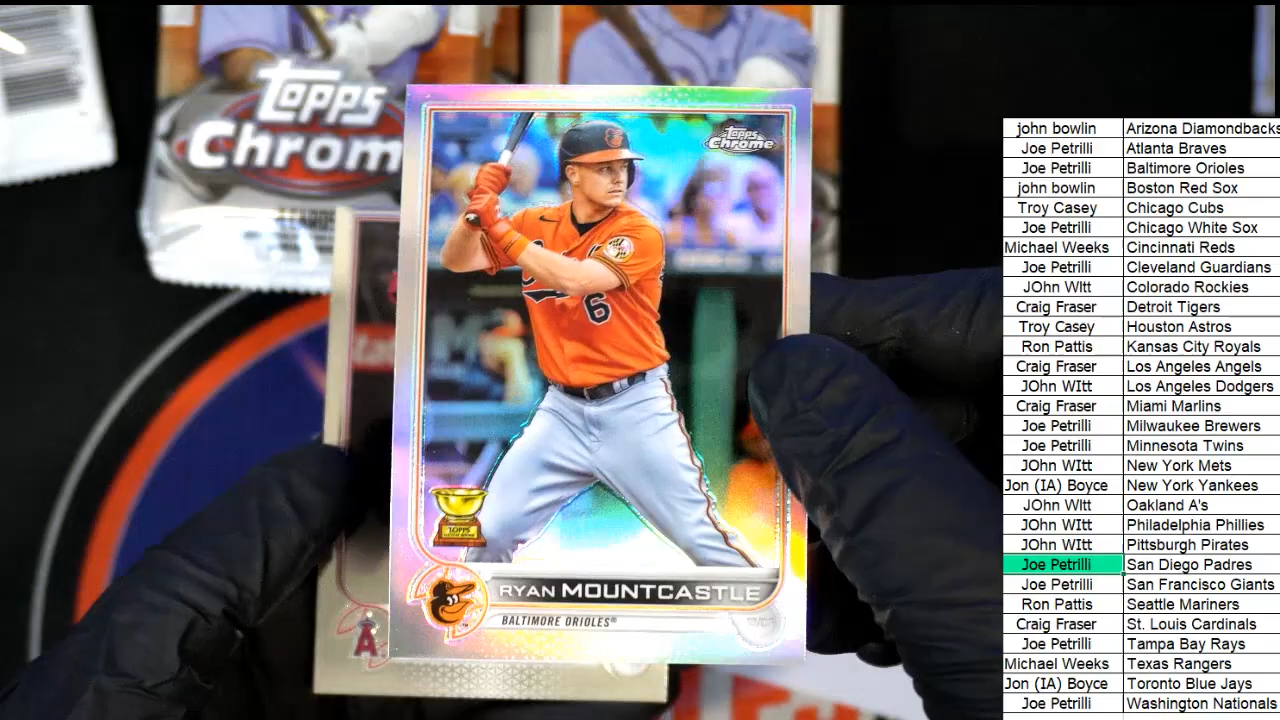 Topps
Chrom
Topps
Chrome
6
TOPPS
RYAN MOUNTCASTLE
BALTIMORE ORIOLES®
A
john bowlin Arizona Diamondbacks
Joe Petrilli Atlanta Braves
Joe Petrilli Baltimore Orioles
john bowlin Boston Red Sox
Troy Casey Chicago Cubs
Joe Petrilli Chicago White Sox
Michael Weeks Cincinnati Reds
Joe Petrilli Cleveland Guardians
JOhn WItt Colorado Rockies
Craig Fraser Detroit Tigers
Troy Casey Houston Astros
Ron Pattis Kansas City Royals
Craig Fraser Los Angeles Angels
JOhn WItt Los Angeles Dodgers
Craig Fraser Miami Marlins
Joe Petrilli Milwaukee Brewers
Joe Petrilli Minnesota Twins
JOhn WItt New York Mets
Jon (IA) Boyce New York Yankees
JOhn WItt Oakland A's
JOhn WItt Philadelphia Phillies
JOhn WItt Pittsburgh Pirates
Joe Petrilli San Diego Padres
Joe Petrilli San Francisco Giants
Ron Pattis Seattle Mariners
Craig Fraser St. Louis Cardinals
Joe Petrilli Tampa Bay Rays
Michael Weeks Texas Rangers
Jon (IA) Boyce Toronto Blue Jays
Joe Petrilli Washington Nationals